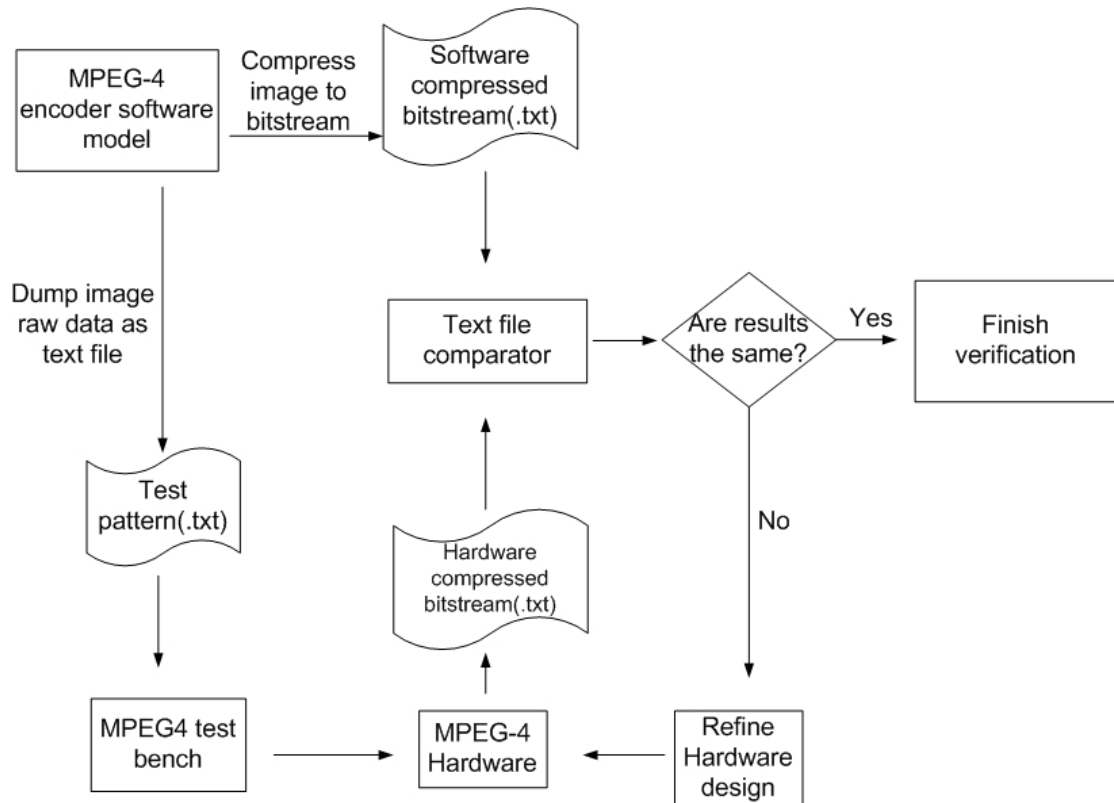 MPEG-4
encoder software
model
Compress
image to
bitstream
Software
compressed
bitstream(.txt)
Dump image
raw data as
text file
Text file
comparator
Are results
the same?
Yes
Finish
verification
Test
pattern(.txt)
Hardware
compressed
bitstream(.txt)
No
MPEG4 test
bench
MPEG-4
Hardware
Refine
Hardware
design